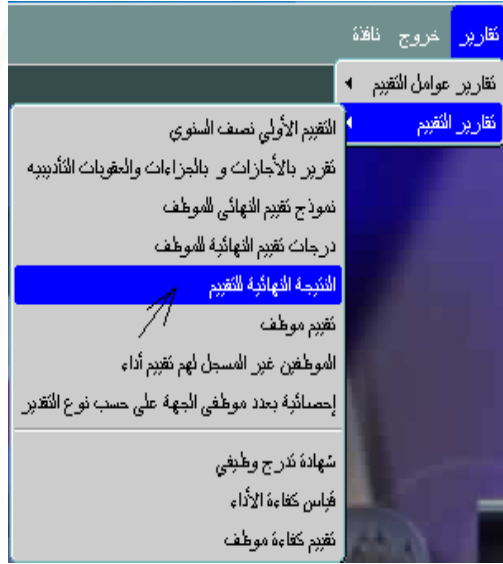 تقارير خروج نافذة
تقارير عوامل التقييم
تقارير التقييم
التقييم الأولي نصف السنوي
تقرير بالأجازات و بالجزاءات والعقوبات التأديبيه
نموذج تقييم النهائى للموظف
درجات تقييم النهائية للموظف
النتيجة النهائية للتقييم
تقييم موظف
الموظفين غير المسجل لهم تقييم أداء
إحصائية بعدد موظفى الجهة على حسب نوع التقدير
شهادة تدرج وظيفي
قياس كفاءة الأداء
تقييم كفاءة موظف